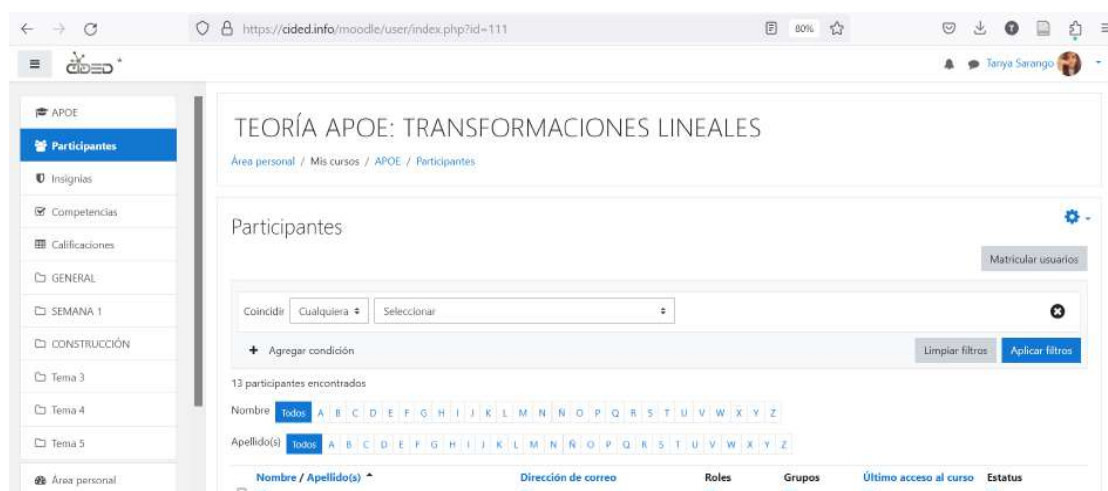 https://cided.info/moodle/user/index.php?id=111
80%
CIDED
Tanya Sarango
APOE
Participantes
Insignias
Competencias
Calificaciones
GENERAL
SEMANA 1
CONSTRUCCIÓN
Tema 3
Tema 4
Tema 5
Área personal
TEORÍA APOE: TRANSFORMACIONES LINEALES
Área personal / Mis cursos / APOE / Participantes
Participantes
Matricular usuarios
Coincidir Cualquiera Seleccionar
Agregar condición Limpiar filtros Aplicar filtros
13 participantes encontrados
Nombre Todos A B C D E F G H I J K L M N Ñ O P Q R S T U V W X Y Z
Apellido(s) Todos A B C D E F G H I J K L M N Ñ O P Q R S T U V W X Y Z
Nombre / Apellido(s) Dirección de correo Roles Grupos Último acceso al curso Estatus